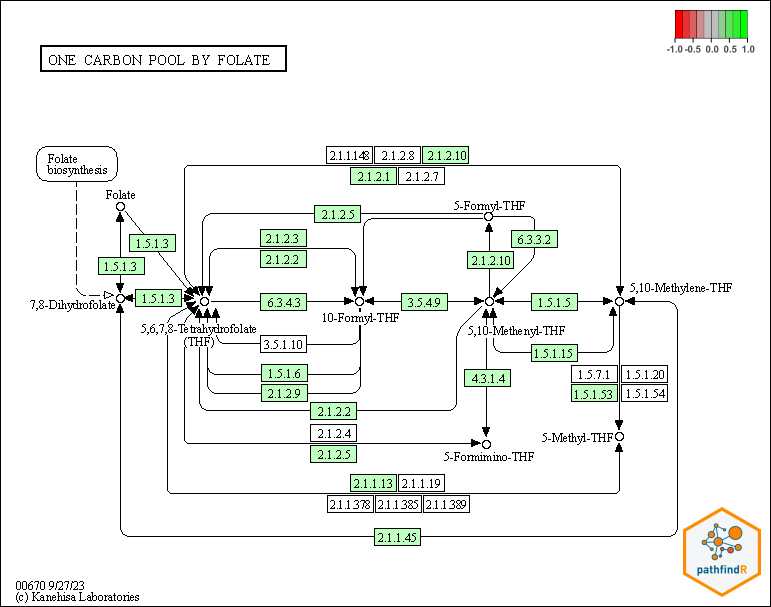 -1.0 -0.5 0.0 0.5 1.0
ONE CARBON POOL BY FOLATE
Folate
biosynthesis
2.1.1.148 2.1.2.8 2.1.2.10
2.1.2.1 2.1.2.7
Folate
5-Formyl-THF
2.1.2.5
1.5.1.3
2.1.2.3
6.3.3.2
2.1.2.2
2.1.2.10
1.5.1.3
7,8-Dihydrofolate
1.5.1.3
6.3.4.3
3.5.4.9
1.5.1.5
5,10-Methylene-THF
10-Formyl-THF
5,6,7,8-Tetrahydrofolate
(THF)
5,10-Methenyl-THF
3.5.1.10
1.5.1.15
1.5.1.6
4.3.1.4
1.5.7.1 1.5.1.20
2.1.2.9
1.5.1.53 1.5.1.54
2.1.2.2
2.1.2.4
5-Methyl-THF
2.1.2.5
5-Formimino-THF
2.1.1.13 2.1.1.19
2.1.1.378 2.1.1.385 2.1.1.389
2.1.1.45
pathfindR
00670 9/27/23
(c) Kanehisa Laboratories